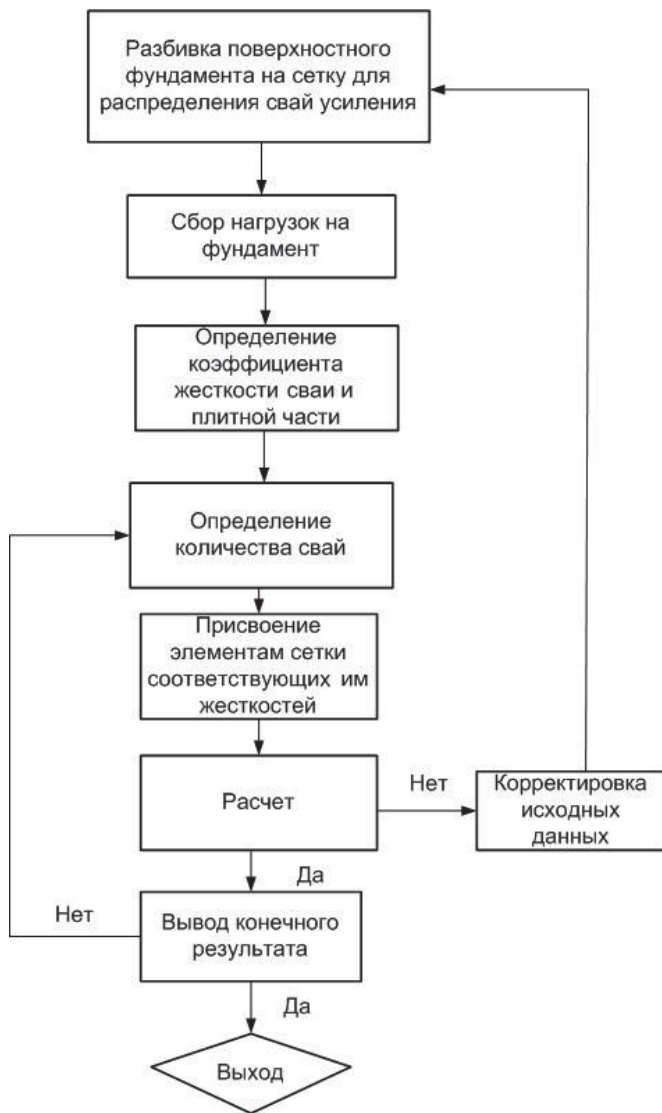 Разбивка поверхностного
фундамента на сетку для
распределения свай усиления
Сбор нагрузок на
фундамент
Определение
коэффициента
жесткости сваи и
плитной части
Определение
количества свай
Присвоение
элементам сетки
соответствующих им
жесткостей
Расчет
Нет
Корректировка
исходных
данных
Да
Нет
Вывод конечного
результата
Да
Выход